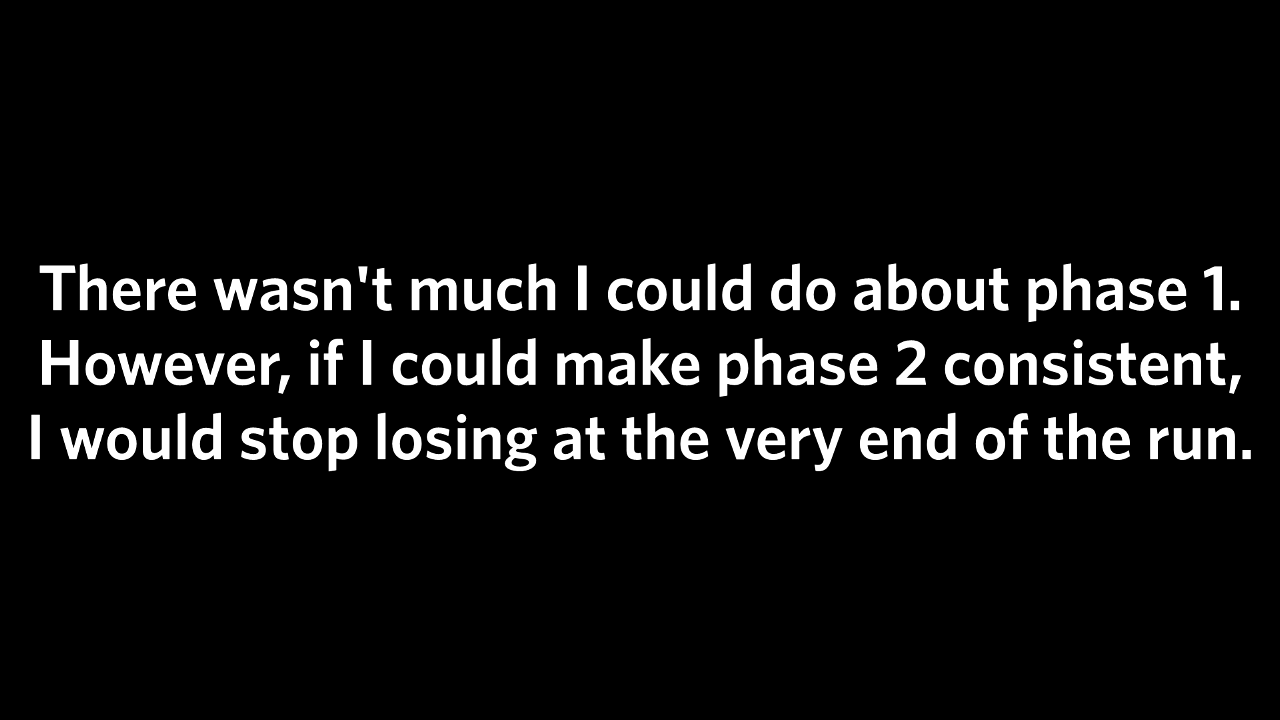 There wasn't much I could do about phase 1.
However, if I could make phase 2 consistent,
I would stop losing at the very end of the run.